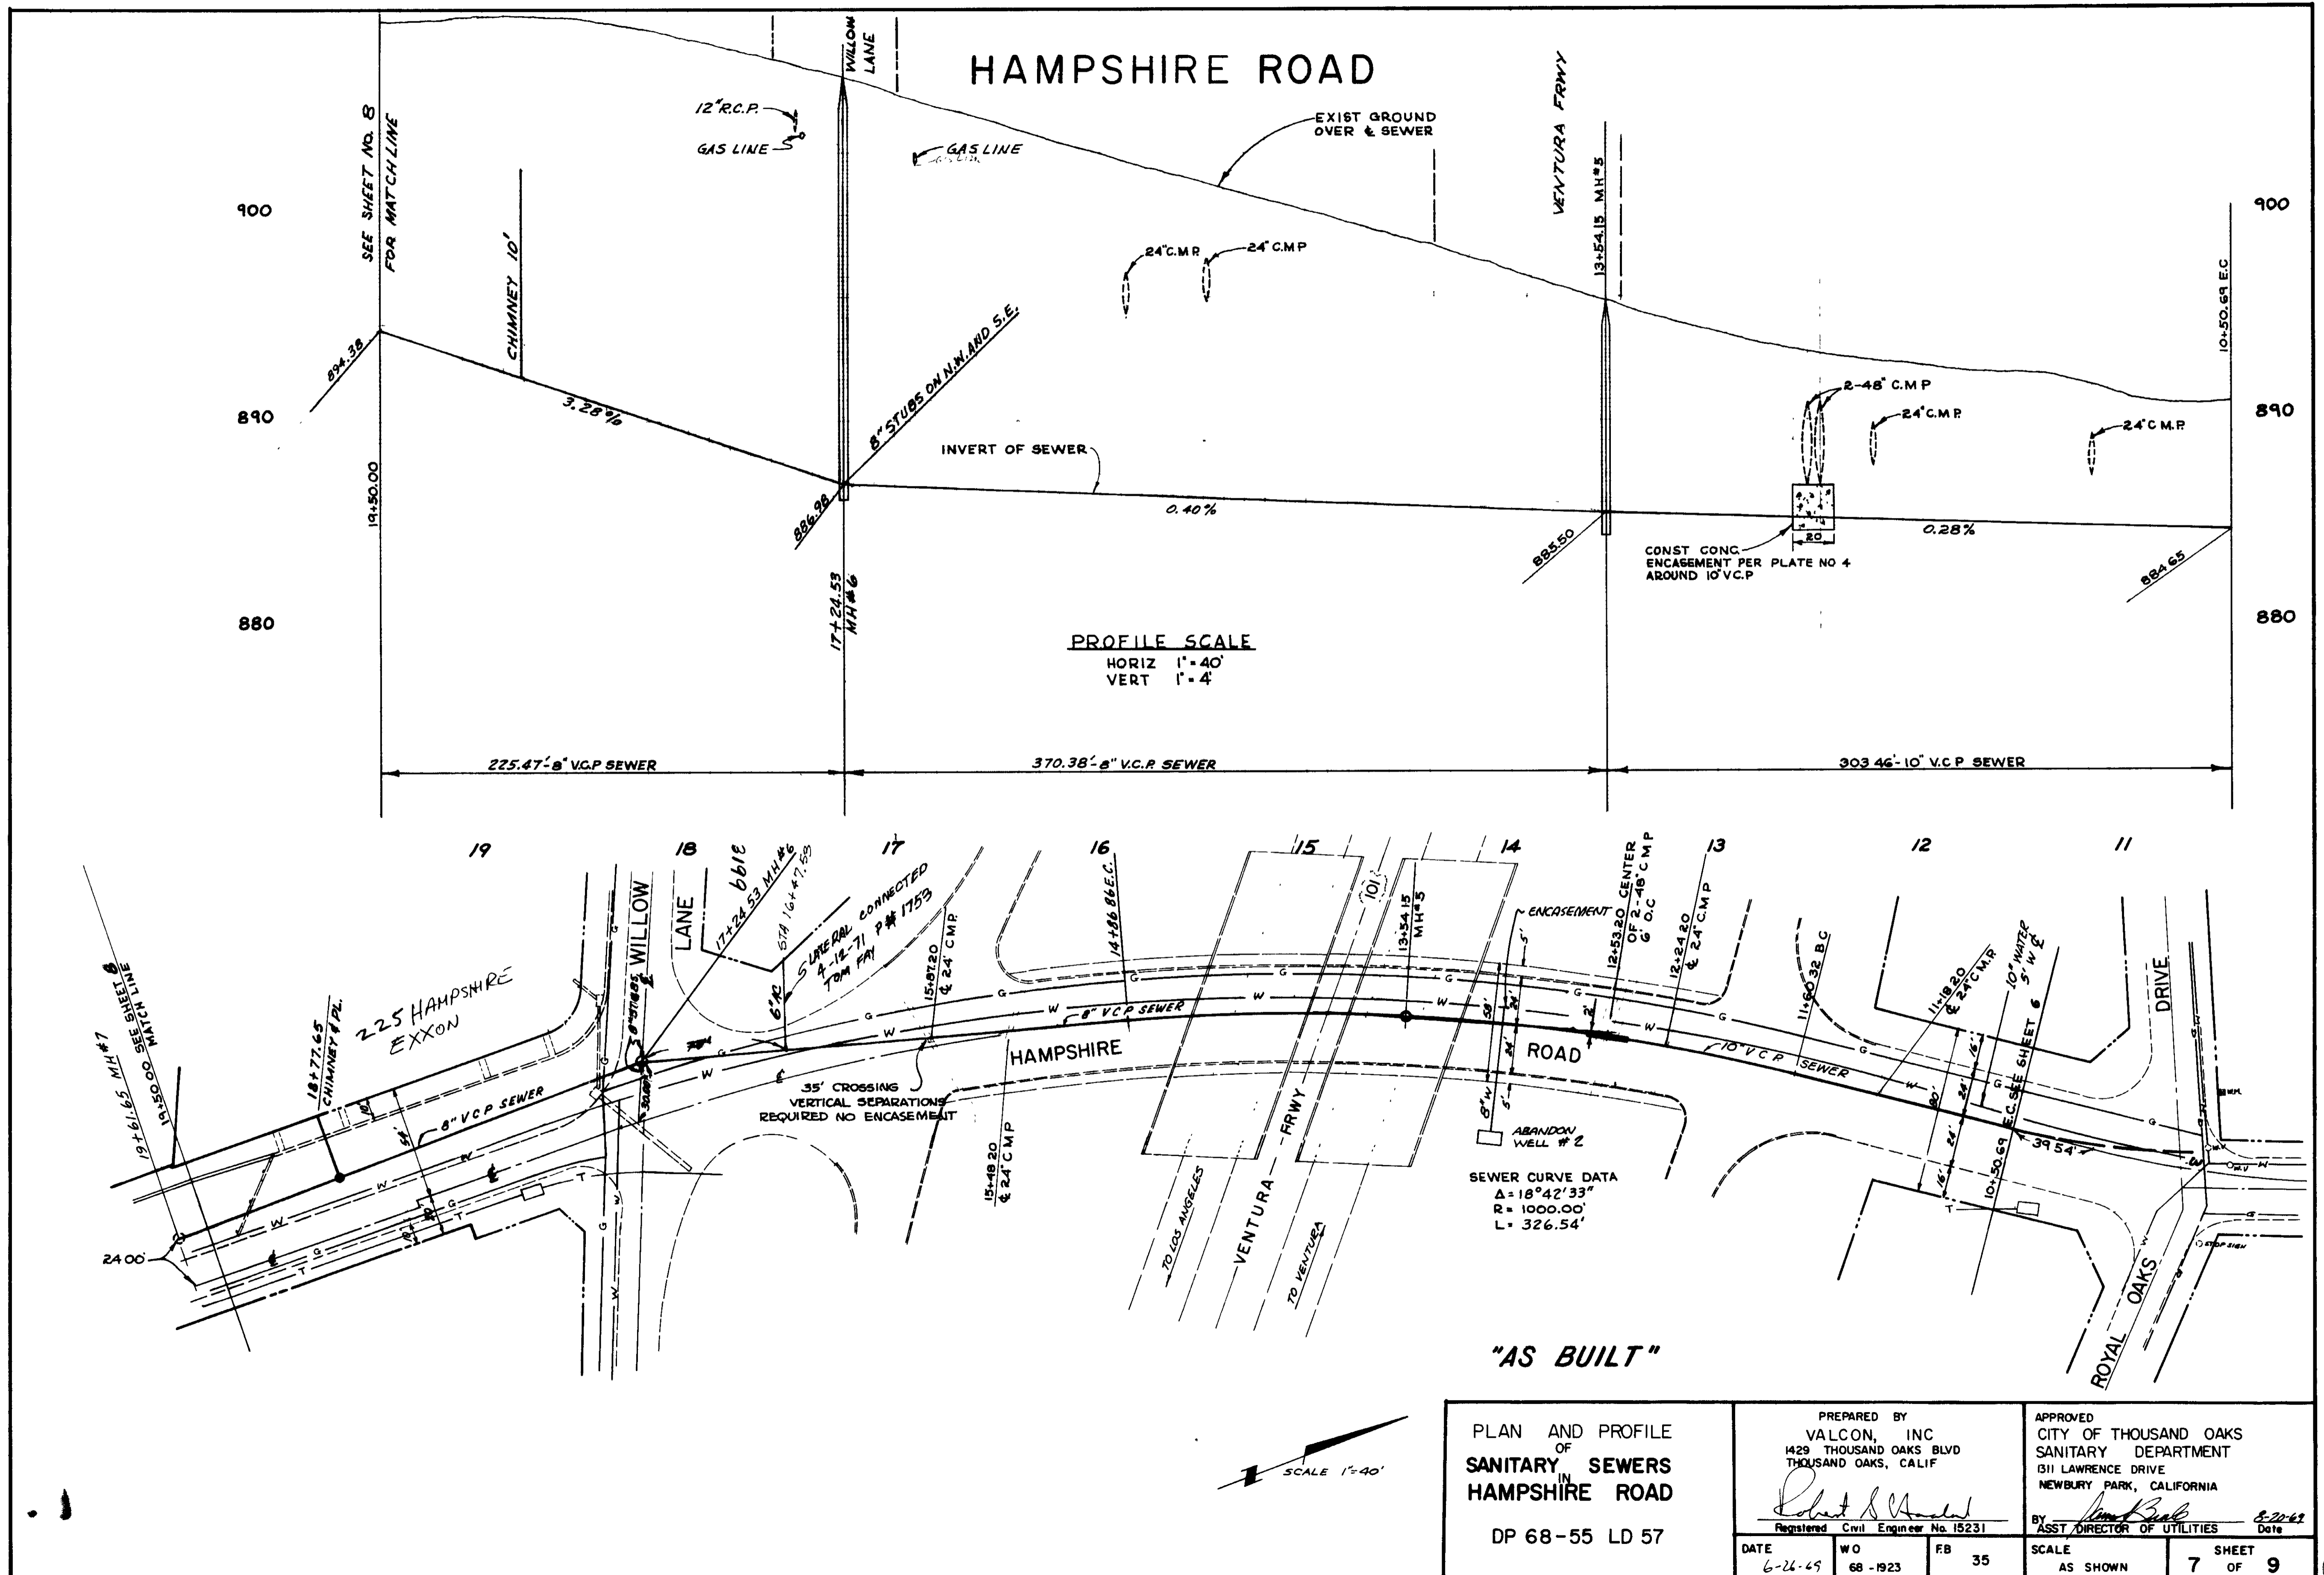 HAMPSHIRE ROAD
SEE SHEET No. 8
FOR MATCHLINE
WILLOW
LANE
12" R.C.P.
GAS LINE
GAS LINE
EXIST GROUND
OVER ℄ SEWER
VENTURA FRWY
13+54.15 MH#5
10+50.69 E.C
900
900
890
890
880
880
CHIMNEY 10'
24" C.M.P.
24" C.M P
894.38
3.28%
19+50.00
8" STUBS ON N.W. AND S.E.
INVERT OF SEWER
886.98
0.40%
17+24.53
MH#6
885.50
2-48" C.M P
24" C.M.P.
24" C M.P.
20
0.28%
884.65
CONST CONC.
ENCASEMENT PER PLATE NO 4
AROUND 10" V.C.P
PROFILE SCALE
HORIZ 1" = 40'
VERT 1" = 4'
225.47'-8" V.C.P SEWER
370.38'-8" V.C.P. SEWER
303 46'-10" V.C P SEWER
19
18
17
16
15
14
13
12
11
19+61.65 MH#7
19+50.00 SEE SHEET 8
MATCH LINE
18+77.65
CHIMNEY & PL.
225 HAMPSHIRE
EXXON
8" V C P SEWER
24 00'
WILLOW
LANE
17+24.53 MH#6
STA 16+47.53
6" AC
LATERAL CONNECTED
4-12-71 P# 1753
TOM FAY
15+87.20
℄ 24" C M.P.
14+86 86 E.C.
8" V C P SEWER
HAMPSHIRE
ROAD
35' CROSSING
VERTICAL SEPARATIONS
REQUIRED NO ENCASEMENT
15+48 20
℄ 24" C M P
101
13+54 15
MH#5
ENCASEMENT
12+53.20 CENTER
OF 2-48" C M P
6' O.C
12+24 20
℄ 24" C.M P
11+60 32 B C
11+18 20
℄ 24" C M.P.
10" WATER
5' W ℄
10" V C P SEWER
10+50.69 E.C. SEE SHEET 6
39 54'
DRIVE
ROYAL OAKS
STOP SIGN
TO LOS ANGELES
VENTURA - FRWY
TO VENTURA
8" W
ABANDON
WELL #2
SEWER CURVE DATA
Δ = 18°42'33"
R = 1000.00'
L = 326.54'
"AS BUILT"
SCALE 1"=40'
PLAN AND PROFILE
OF
SANITARY SEWERS
IN
HAMPSHIRE ROAD
DP 68-55 LD 57
PREPARED BY
VALCON, INC
1429 THOUSAND OAKS BLVD
THOUSAND OAKS, CALIF
Registered Civil Engineer No. 15231
DATE
6-26-69
W O
68-1923
F.B
35
APPROVED
CITY OF THOUSAND OAKS
SANITARY DEPARTMENT
1311 LAWRENCE DRIVE
NEWBURY PARK, CALIFORNIA
BY
8-20-69
ASST DIRECTOR OF UTILITIES Date
SCALE
AS SHOWN
SHEET
7 OF 9